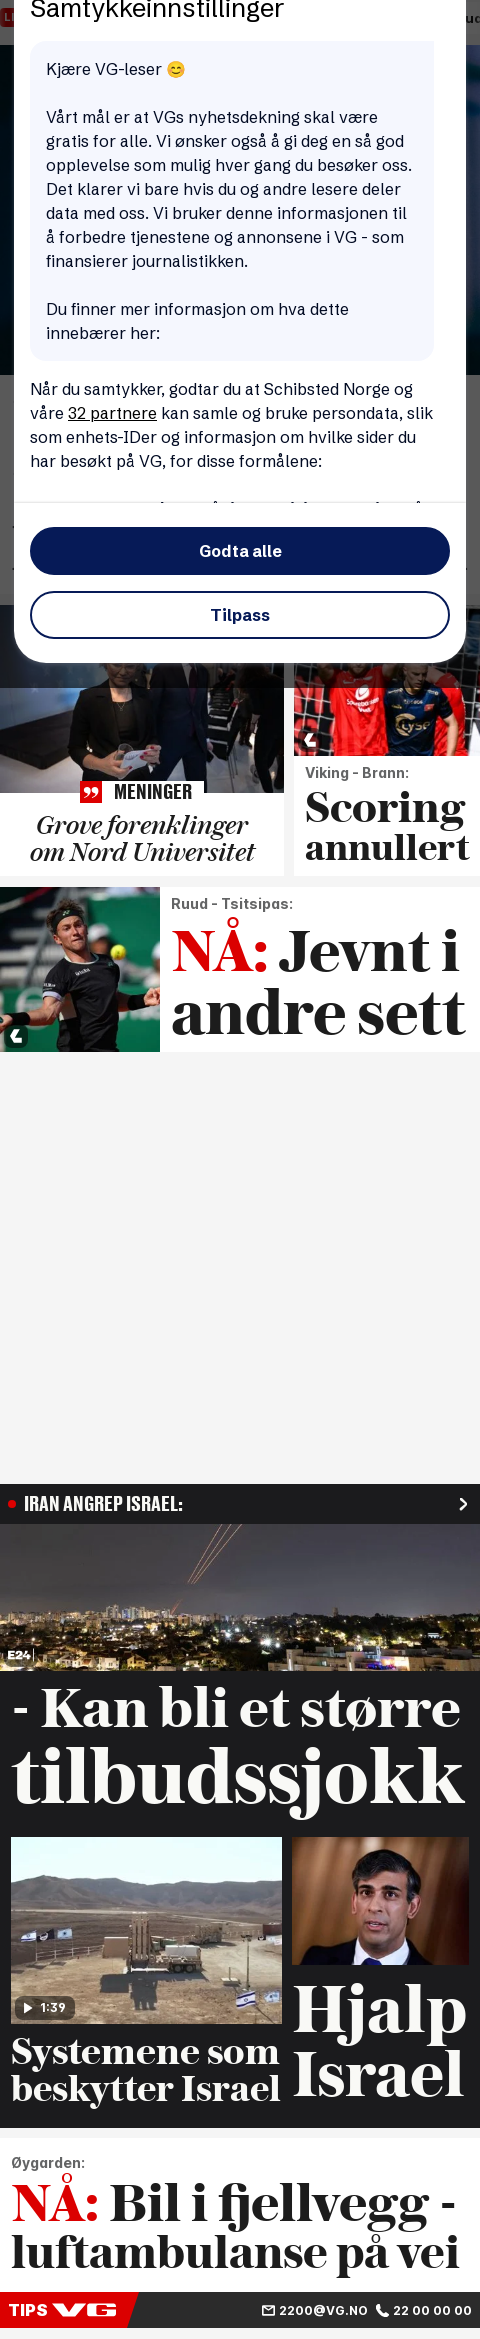 Samtykkeinnstillinger
Kjære VG-leser 😊
Vårt mål er at VGs nyhetsdekning skal være
gratis for alle. Vi ønsker også å gi deg en så god
opplevelse som mulig hver gang du besøker oss.
Det klarer vi bare hvis du og andre lesere deler
data med oss. Vi bruker denne informasjonen til
å forbedre tjenestene og annonsene i VG - som
finansierer journalistikken.
Du finner mer informasjon om hva dette
innebærer her:
Når du samtykker, godtar du at Schibsted Norge og
våre 32 partnere kan samle og bruke persondata, slik
som enhets-IDer og informasjon om hvilke sider du
har besøkt på VG, for disse formålene:
Godta alle
Tilpass
MENINGER
Grove forenklinger
om Nord Universitet
Viking - Brann:
Scoring
annullert
Ruud - Tsitsipas:
NÅ: Jevnt i
andre sett
IRAN ANGREP ISRAEL:
E24
- Kan bli et større
tilbudssjokk
1:39
Systemene som
beskytter Israel
Hjalp
Israel
Øygarden:
NÅ: Bil i fjellvegg -
luftambulanse på vei
TIPS VG
2200@VG.NO 22 00 00 00